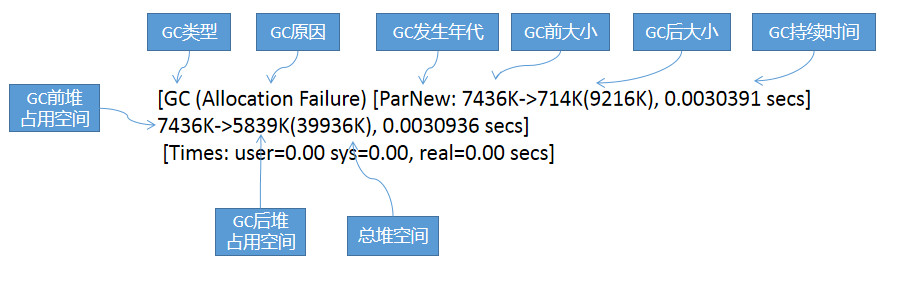 GC类型
GC原因
GC发生年代
GC前大小
GC后大小
GC持续时间
GC前堆
占用空间
[GC (Allocation Failure) [ParNew: 7436K->714K(9216K), 0.0030391 secs]
7436K->5839K(39936K), 0.0030936 secs]
[Times: user=0.00 sys=0.00, real=0.00 secs]
GC后堆
占用空间
总堆空间